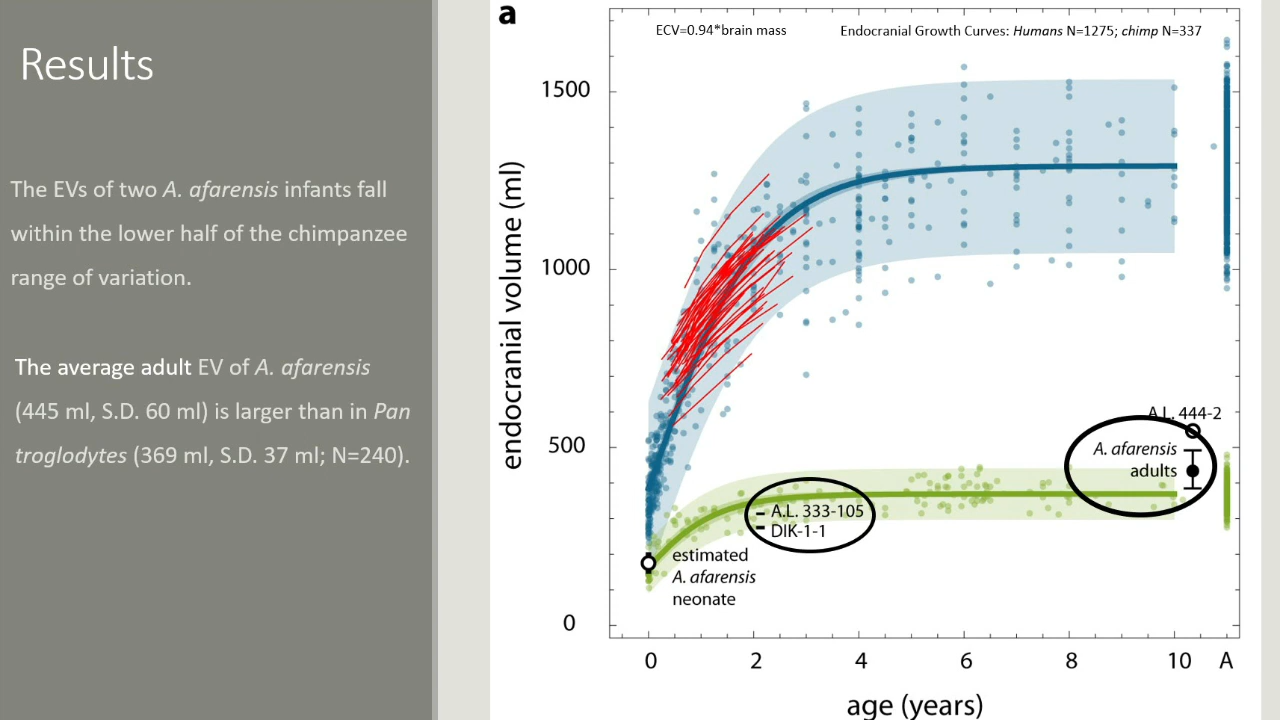 Results
The EVs of two A. afarensis infants fall
within the lower half of the chimpanzee
range of variation.
The average adult EV of A. afarensis
(445 ml, S.D. 60 ml) is larger than in Pan
troglodytes (369 ml, S.D. 37 ml; N=240).
a
ECV=0.94*brain mass
Endocranial Growth Curves: Humans N=1275; chimp N=337
endocranial volume (ml)
1500
1000
500
0
A.L. 444-2
A. afarensis
adults
A.L. 333-105
DIK-1-1
estimated
A. afarensis
neonate
0 2 4 6 8 10 A
age (years)